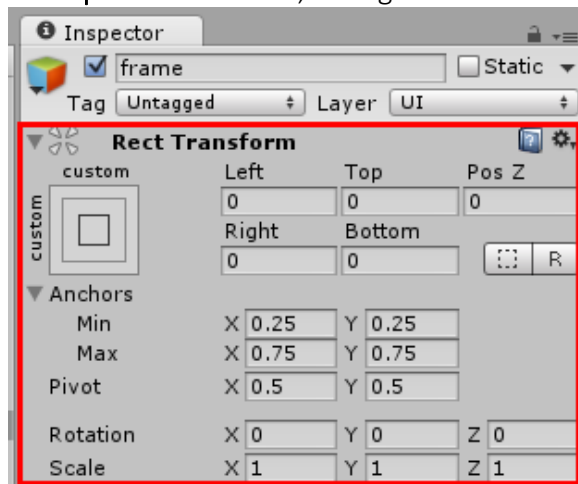 Inspector
frame Static
Tag Untagged Layer UI
Rect Transform
custom Left Top Pos Z
custom
0 0 0
Right Bottom
0 0 R
Anchors
Min X 0.25 Y 0.25
Max X 0.75 Y 0.75
Pivot X 0.5 Y 0.5
Rotation X 0 Y 0 Z 0
Scale X 1 Y 1 Z 1